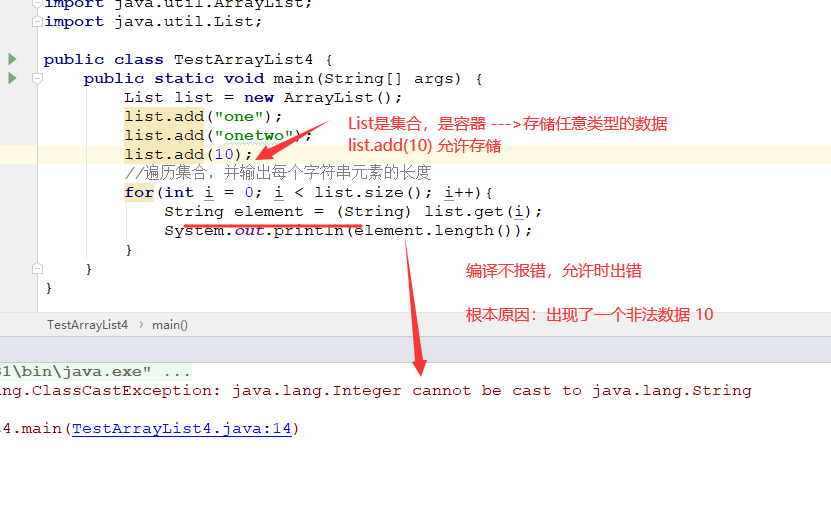 import java.util.ArrayList;
import java.util.List;
public class TestArrayList4 {
public static void main(String[] args) {
List list = new ArrayList();
list.add("one");
list.add("onetwo");
list.add(10);
//遍历集合，并输出每个字符串元素的长度
for(int i = 0; i < list.size(); i++){
String element = (String) list.get(i);
System.out.println(element.length());
}
}
}
List是集合，是容器 --->存储任意类型的数据
list.add(10) 允许存储
编译不报错，允许时出错
根本原因：出现了一个非法数据 10
TestArrayList4 › main()
31\bin\java.exe" ...
ang.ClassCastException: java.lang.Integer cannot be cast to java.lang.String
4.main(TestArrayList4.java:14)